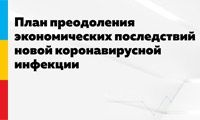 План преодоления
экономических последствий
новой коронавирусной
инфекции